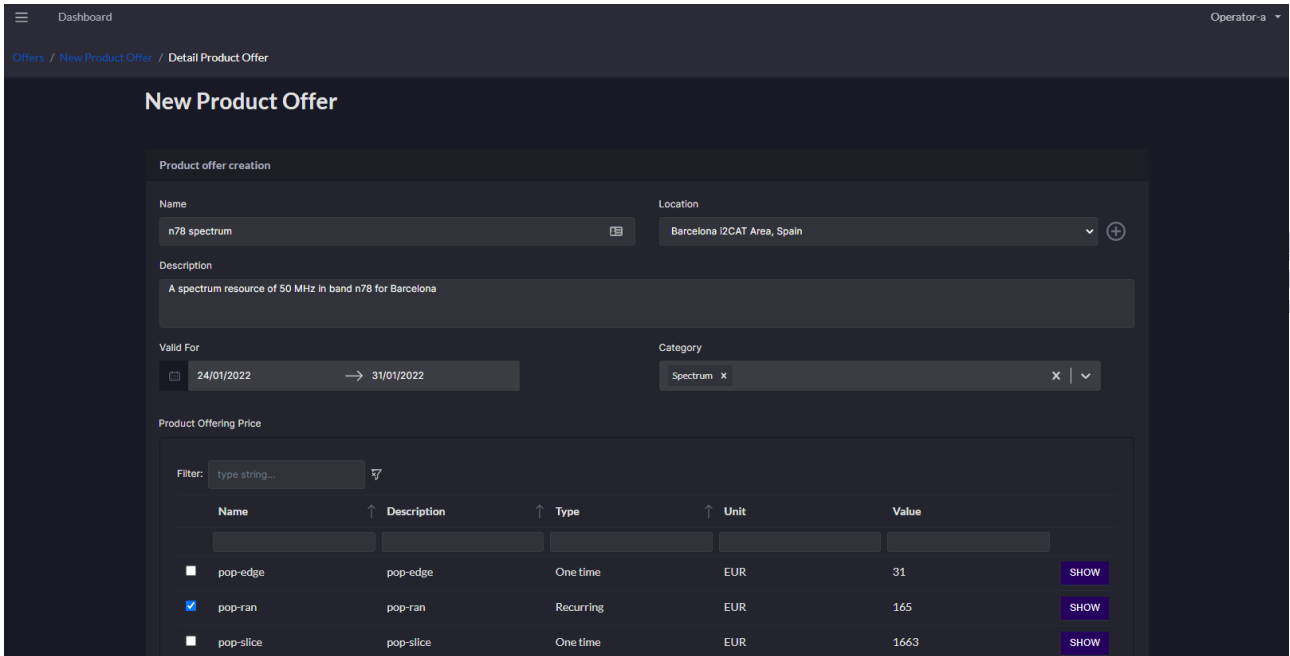 Dashboard
Operator-a
Offers / New Product Offer / Detail Product Offer
New Product Offer
Product offer creation
Name
Location
n78 spectrum
Barcelona i2CAT Area, Spain
Description
A spectrum resource of 50 MHz in band n78 for Barcelona
Valid For
Category
24/01/2022
31/01/2022
Spectrum x
Product Offering Price
Filter: type string...
Name Description Type Unit Value
pop-edge pop-edge One time EUR 31 SHOW
pop-ran pop-ran Recurring EUR 165 SHOW
pop-slice pop-slice One time EUR 1663 SHOW